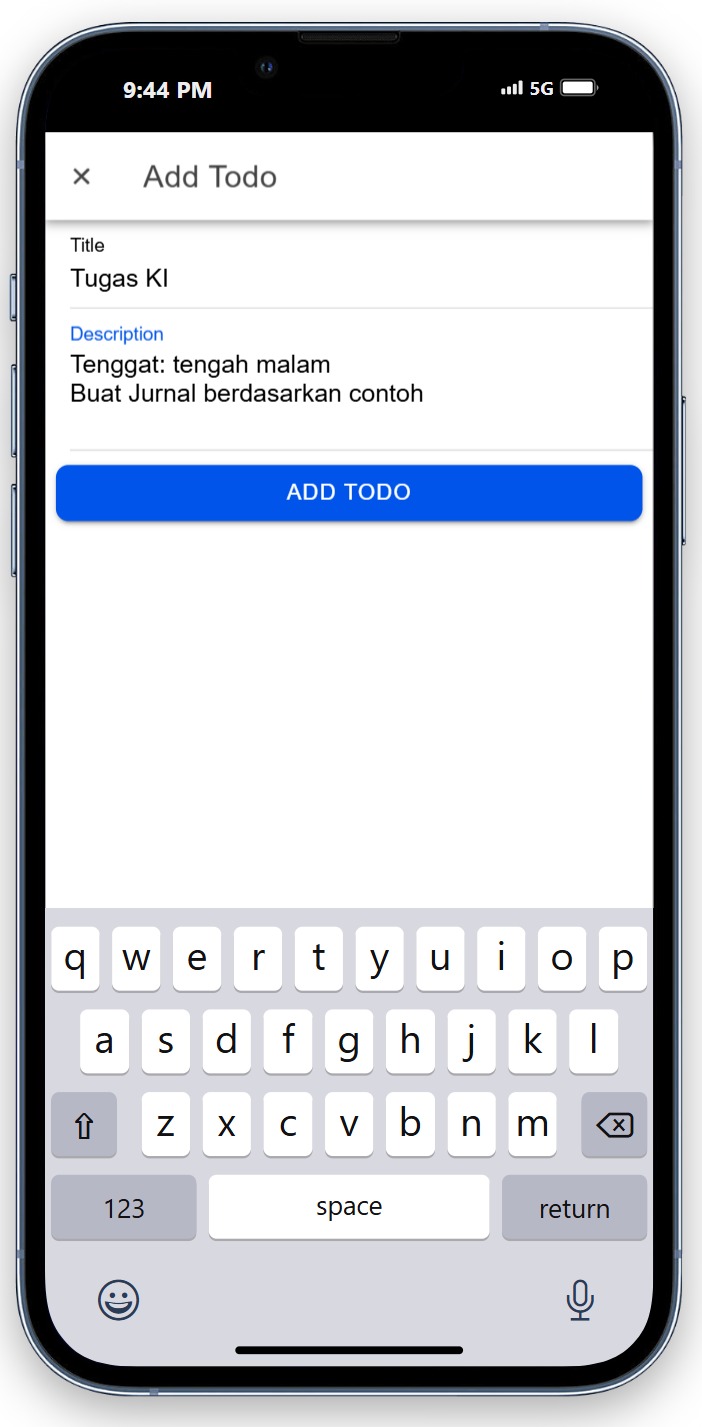 9:44 PM 5G
× Add Todo
Title
Tugas KI
Description
Tenggat: tengah malam
Buat Jurnal berdasarkan contoh
ADD TODO
q w e r t y u i o p
a s d f g h j k l
z x c v b n m
123 space return